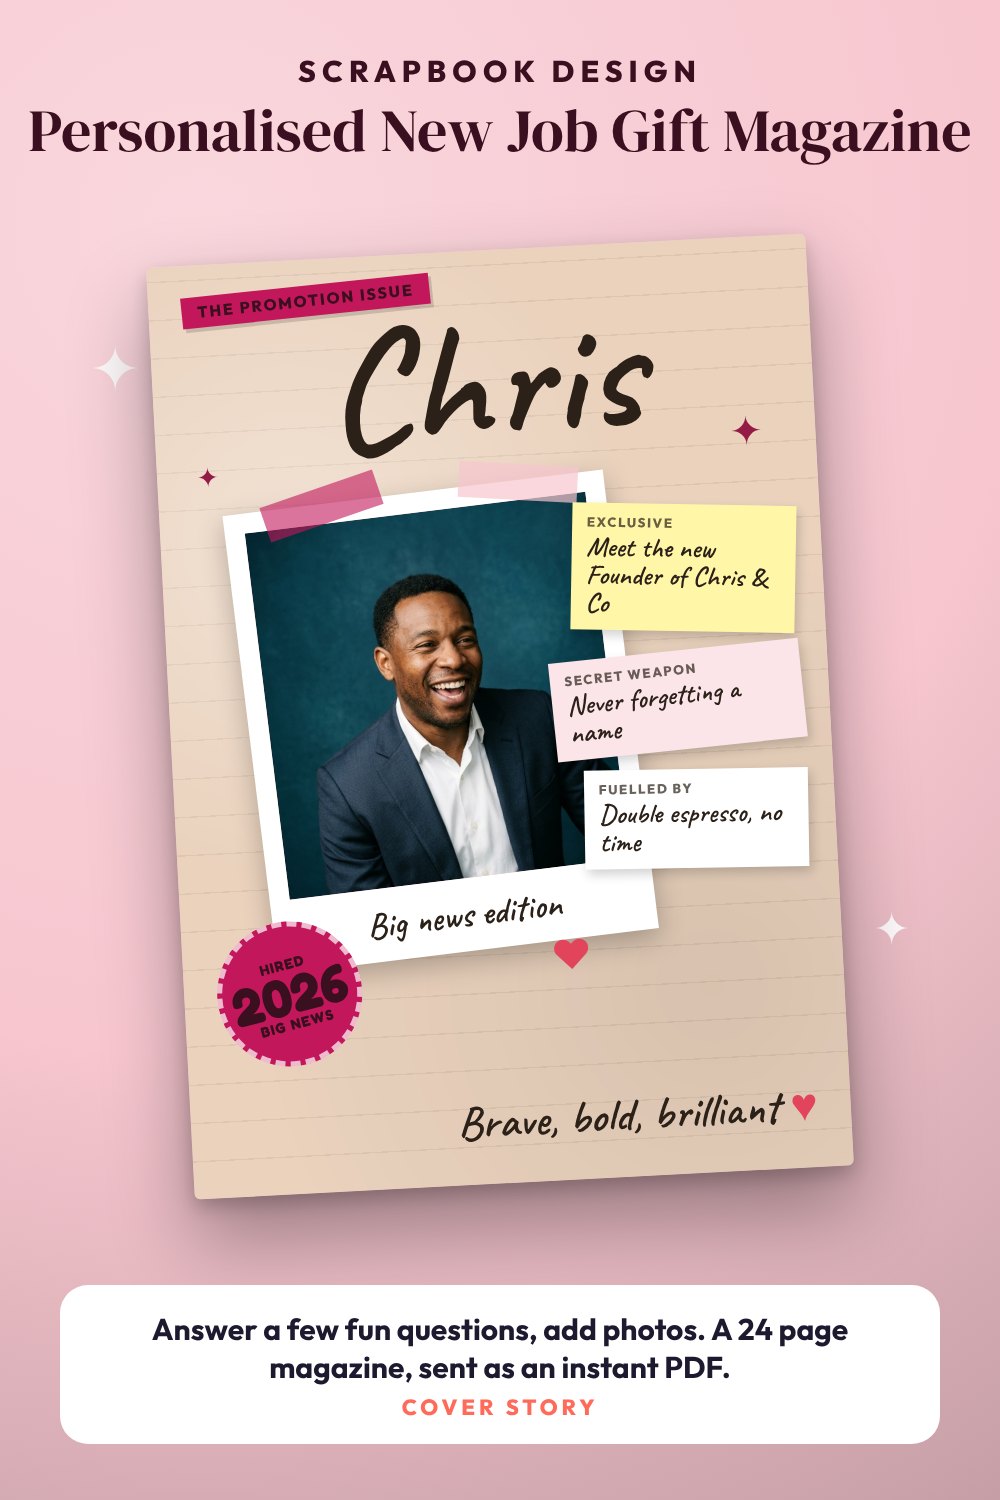 SCRAPBOOK DESIGN
Personalised New Job Gift Magazine
THE PROMOTION ISSUE
Chris
EXCLUSIVE
Meet the new
Founder of Chris &
Co
SECRET WEAPON
Never forgetting a
name
FUELLED BY
Double espresso, no
time
Big news edition
HIRED
2026
BIG NEWS
Brave, bold, brilliant
Answer a few fun questions, add photos. A 24 page
magazine, sent as an instant PDF.
COVER STORY